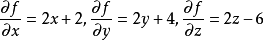 ∂f/∂x = 2x + 2, ∂f/∂y = 2y + 4, ∂f/∂z = 2z − 6